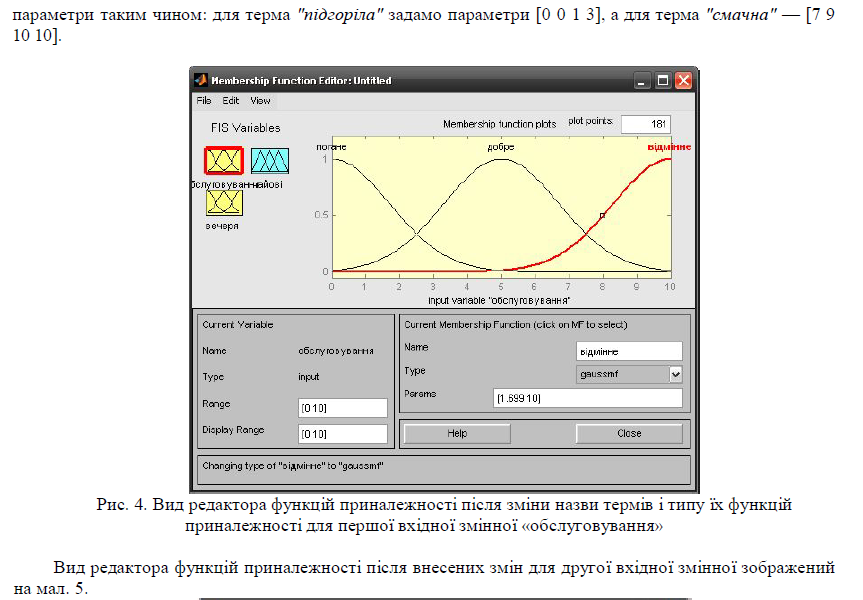 параметри таким чином: для терма "підгоріла" задамо параметри [0 0 1 3], а для терма "смачна" — [7 9
10 10].
Membership Function Editor: Untitled
File Edit View
FIS Variables
Membership function plots
plot points:
181
погане
добре
відмінне
бслуговування
чайові
вечеря
1
0.5
0
0 1 2 3 4 5 6 7 8 9 10
input variable "обслуговування"
Current Variable
Name обслуговування
Type input
Range [0 10]
Display Range [0 10]
Current Membership Function (click on MF to select)
Name відмінне
Type gaussmf
Params [1.699 10]
Help Close
Changing type of "відмінне" to "gaussmf"
Рис. 4. Вид редактора функцій приналежності після зміни назви термів і типу їх функцій
приналежності для першої вхідної змінної «обслуговування»
Вид редактора функцій приналежності після внесених змін для другої вхідної змінної зображений
на мал. 5.